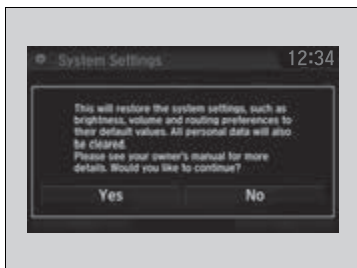 System Settings
12:34
This will restore the system settings, such as
brightness, volume and routing preferences to
their default values. All personal data will also
be cleared.
Please see your owner's manual for more
details. Would you like to continue?
Yes
No